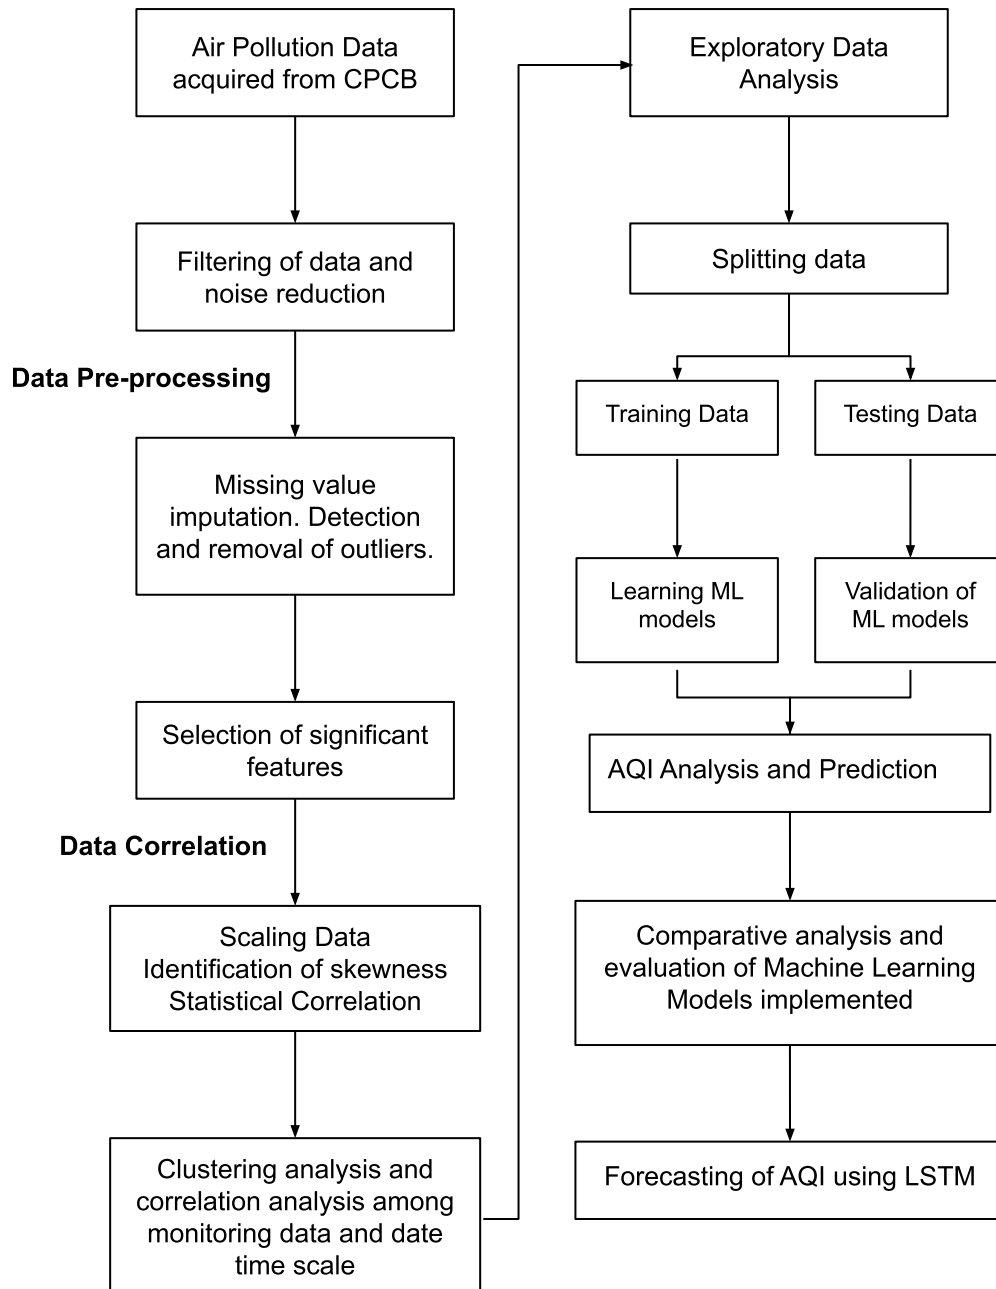 Air Pollution Data
acquired from CPCB
Filtering of data and
noise reduction
Data Pre-processing
Missing value
imputation. Detection
and removal of outliers.
Selection of significant
features
Data Correlation
Scaling Data
Identification of skewness
Statistical Correlation
Clustering analysis and
correlation analysis among
monitoring data and date
time scale
Exploratory Data
Analysis
Splitting data
Training Data
Testing Data
Learning ML
models
Validation of
ML models
AQI Analysis and Prediction
Comparative analysis and
evaluation of Machine Learning
Models implemented
Forecasting of AQI using LSTM